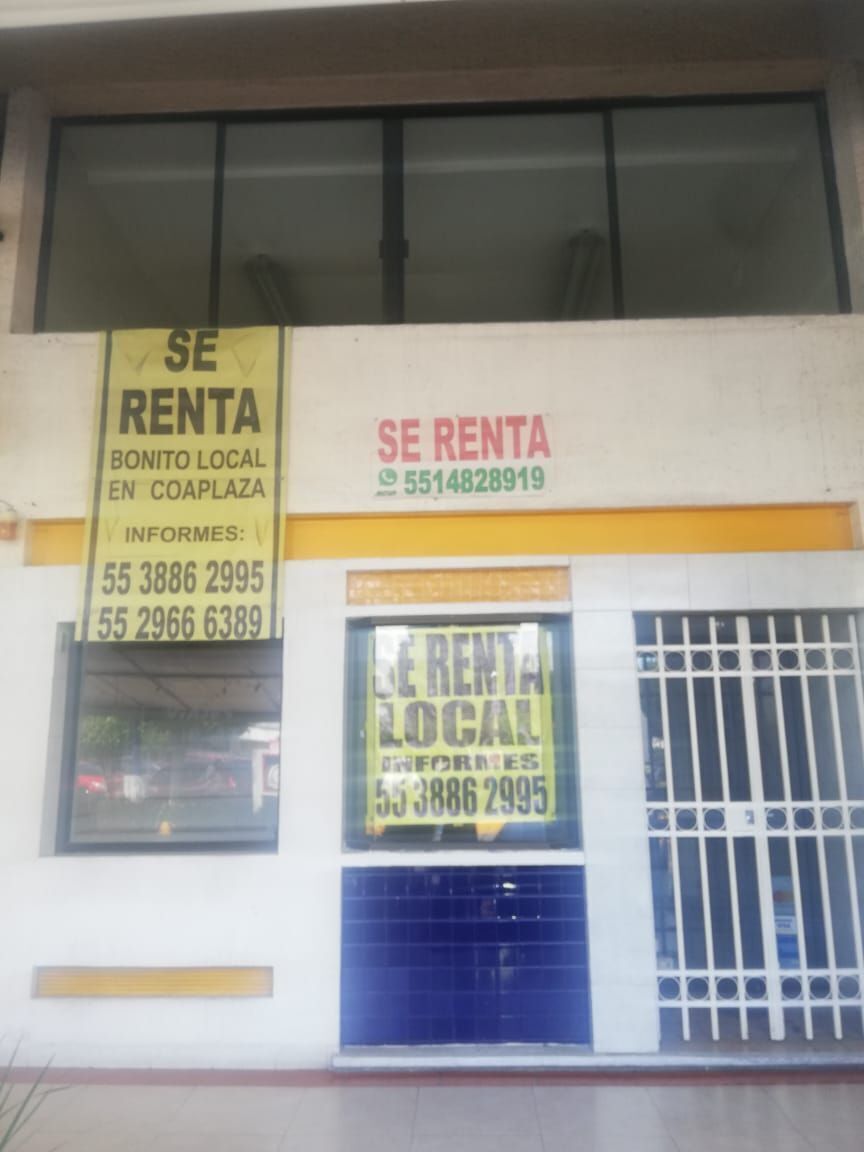 SE
RENTA
BONITO LOCAL
EN COAPLAZA
INFORMES:
55 3886 2995
55 2966 6389
SE RENTA
5514828919
SE RENTA
LOCAL
INFORMES
55 3886 2995